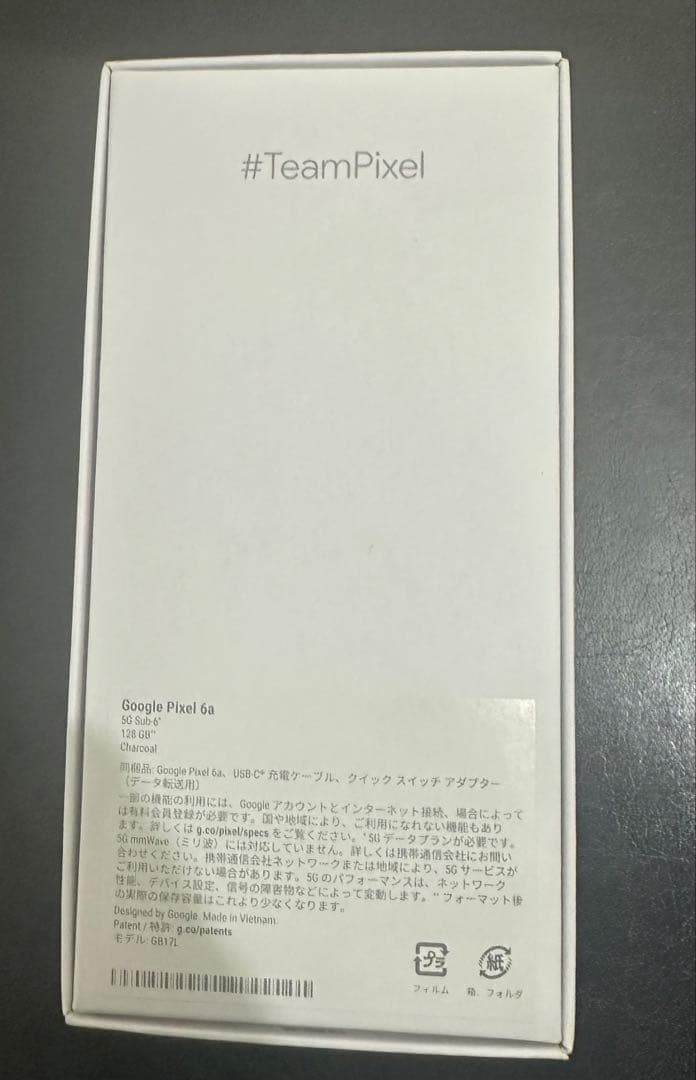 #TeamPixel
Google Pixel 6a
5G Sub-6*
128 GB**
Charcoal
同梱品: Google Pixel 6a、USB-C® 充電ケーブル、クイック スイッチ アダプター
（データ転送用）
一部の機能の利用には、Google アカウントとインターネット接続、場合によって
は有料会員登録が必要です。国や地域により、ご利用になれない機能もあり
ます。詳しくは g.co/pixel/specs をご覧ください。*5G データプランが必要です。
5G mmWave（ミリ波）には対応していません。詳しくは携帯通信会社にお問い
合わせください。携帯通信会社ネットワークまたは地域により、5G サービスが
ご利用いただけない場合があります。5G のパフォーマンスは、ネットワーク
性能、デバイス設定、信号の障害物などによって変動します。**フォーマット後
の実際の保存容量はこれより少なくなります。
Designed by Google. Made in Vietnam.
Patent / 特許: g.co/patents
モデル: GB17L
プラ
紙
フィルム
箱、フォルダ